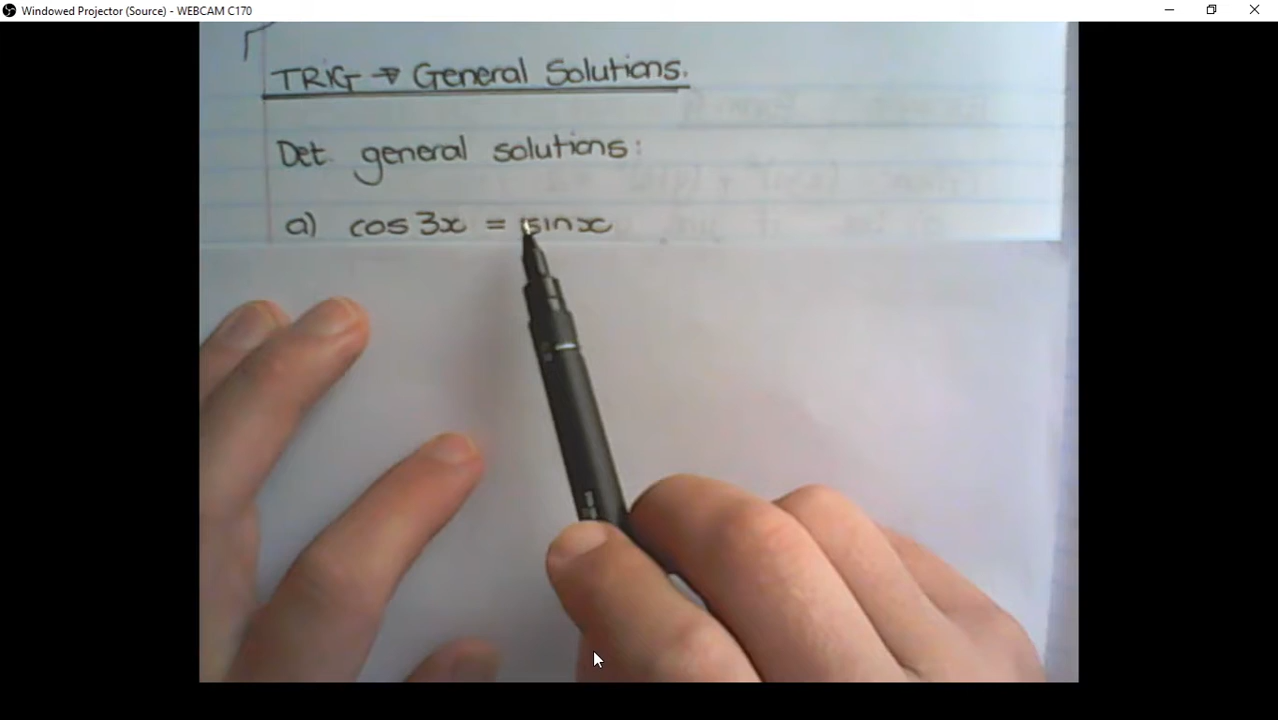 Windowed Projector (Source) - WEBCAM C170
TRIG → General Solutions.
Det. general solutions:
a) cos 3x = sin x